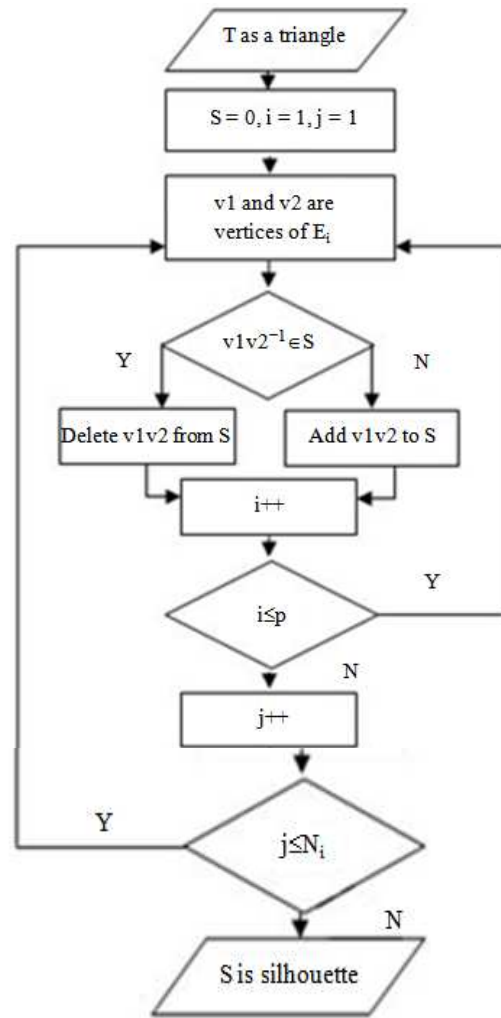 T as a triangle
S = 0, i = 1, j = 1
v1 and v2 are
vertices of Eᵢ
v1v2⁻¹∈S
Y
N
Delete v1v2 from S
Add v1v2 to S
i++
i≤p
Y
N
j++
j≤Nᵢ
Y
N
S is silhouette